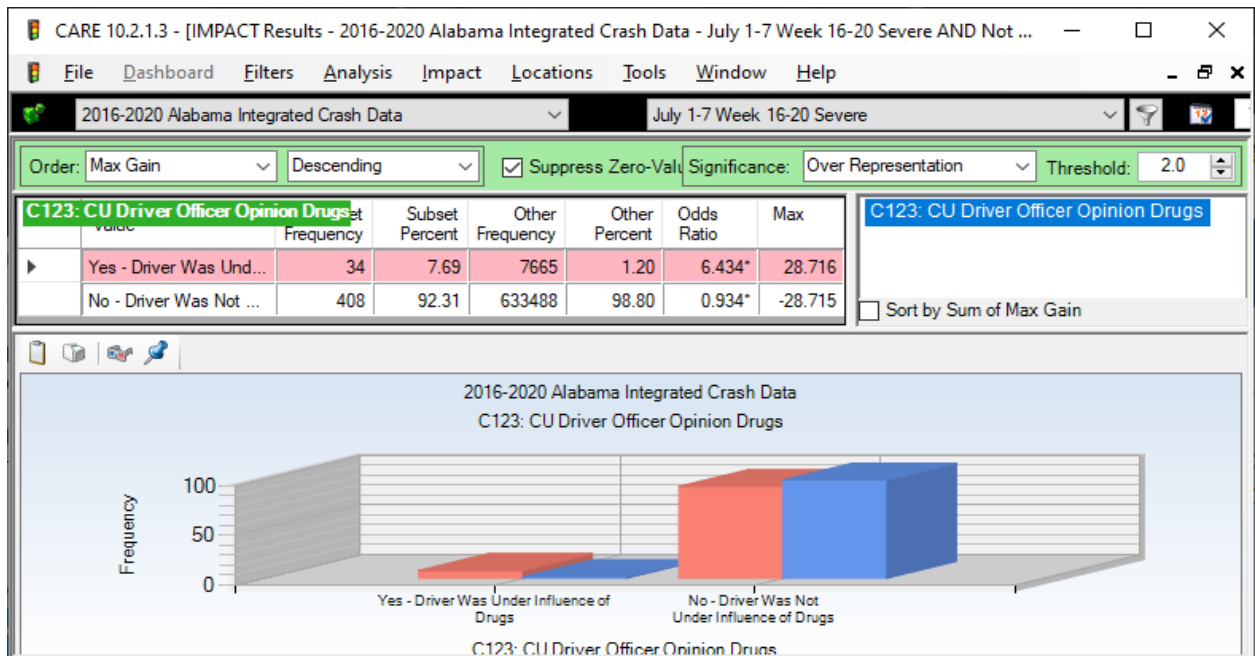 CARE 10.2.1.3 - [IMPACT Results - 2016-2020 Alabama Integrated Crash Data - July 1-7 Week 16-20 Severe AND Not ...
File Dashboard Filters Analysis Impact Locations Tools Window Help
2016-2020 Alabama Integrated Crash Data July 1-7 Week 16-20 Severe
Order: Max Gain Descending Suppress Zero-Valu Significance: Over Representation Threshold: 2.0
C123: CU Driver Officer Opinion Drugs
Value Frequency Subset Percent Other Frequency Other Percent Odds Ratio Max
Yes - Driver Was Und... 34 7.69 7665 1.20 6.434* 28.716
No - Driver Was Not ... 408 92.31 633488 98.80 0.934* -28.715
C123: CU Driver Officer Opinion Drugs
Sort by Sum of Max Gain
2016-2020 Alabama Integrated Crash Data
C123: CU Driver Officer Opinion Drugs
Frequency
100
50
0
Yes - Driver Was Under Influence of
Drugs
No - Driver Was Not
Under Influence of Drugs
C123: CU Driver Officer Opinion Drugs